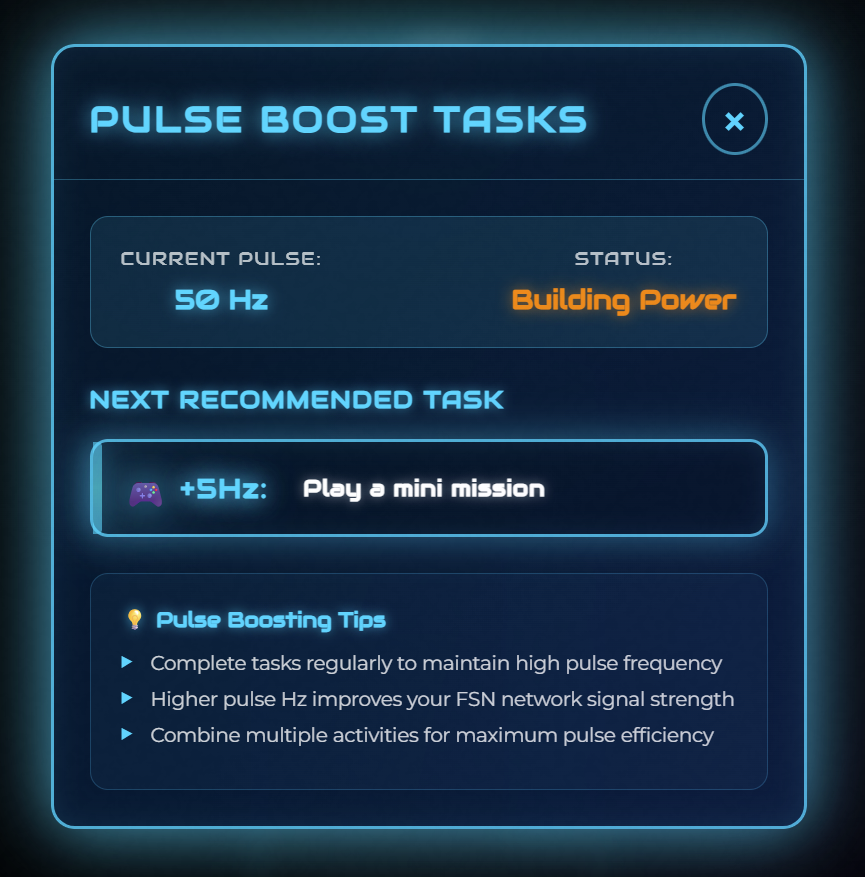 PULSE BOOST TASKS
×
CURRENT PULSE:
50 Hz
STATUS:
Building Power
NEXT RECOMMENDED TASK
+5Hz: Play a mini mission
Pulse Boosting Tips
Complete tasks regularly to maintain high pulse frequency
Higher pulse Hz improves your FSN network signal strength
Combine multiple activities for maximum pulse efficiency